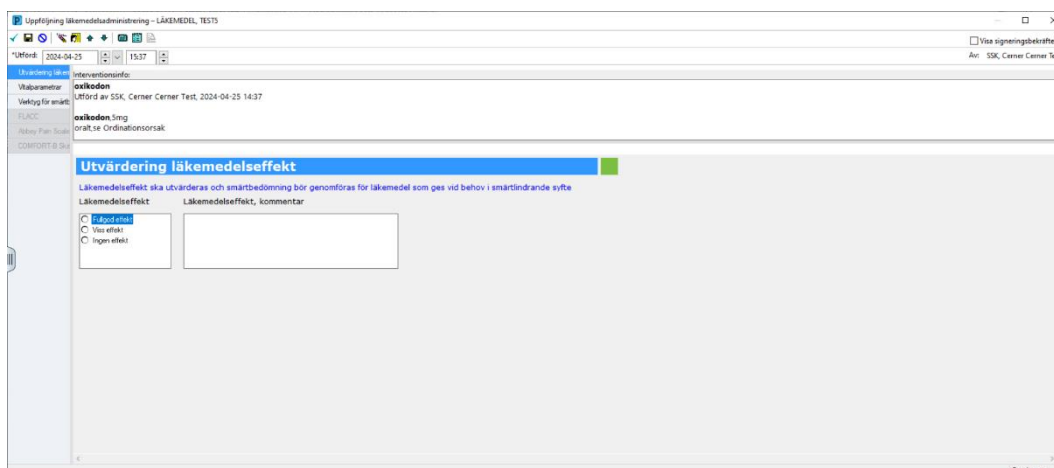 Uppföljning läkemedelsadministrering – LÄKEMEDEL, TEST5
Visa signeringsbekräfte
*Utförd: 2024-04-25 15:37 Av: SSK, Cerner Cerner Te
Utvärdering läkem
Interventionsinfo:
Vitalparametrar
oxikodon
Utförd av SSK, Cerner Cerner Test, 2024-04-25 14:37
Verktyg för smärtb
FLACC
oxikodon,5mg
Abbey Pain Scale
oralt,se Ordinationsorsak
COMFORT-B Ska
Utvärdering läkemedelseffekt
Läkemedelseffekt ska utvärderas och smärtbedömning bör genomföras för läkemedel som ges vid behov i smärtlindrande syfte
Läkemedelseffekt Läkemedelseffekt, kommentar
Fullgod effekt
Viss effekt
Ingen effekt